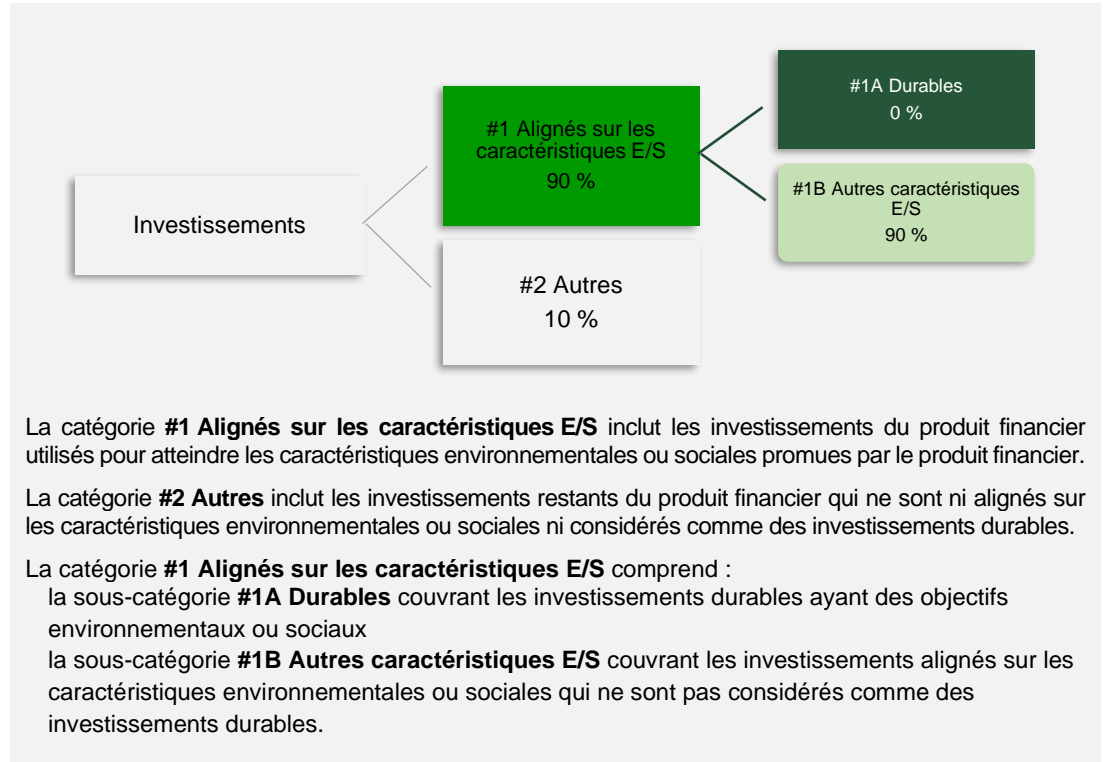 #1A Durables
0 %
#1 Alignés sur les
caractéristiques E/S
90 %
#1B Autres caractéristiques
E/S
90 %
Investissements
#2 Autres
10 %
La catégorie #1 Alignés sur les caractéristiques E/S inclut les investissements du produit financier
utilisés pour atteindre les caractéristiques environnementales ou sociales promues par le produit financier.
La catégorie #2 Autres inclut les investissements restants du produit financier qui ne sont ni alignés sur
les caractéristiques environnementales ou sociales ni considérés comme des investissements durables.
La catégorie #1 Alignés sur les caractéristiques E/S comprend :
la sous-catégorie #1A Durables couvrant les investissements durables ayant des objectifs
environnementaux ou sociaux
la sous-catégorie #1B Autres caractéristiques E/S couvrant les investissements alignés sur les
caractéristiques environnementales ou sociales qui ne sont pas considérés comme des
investissements durables.